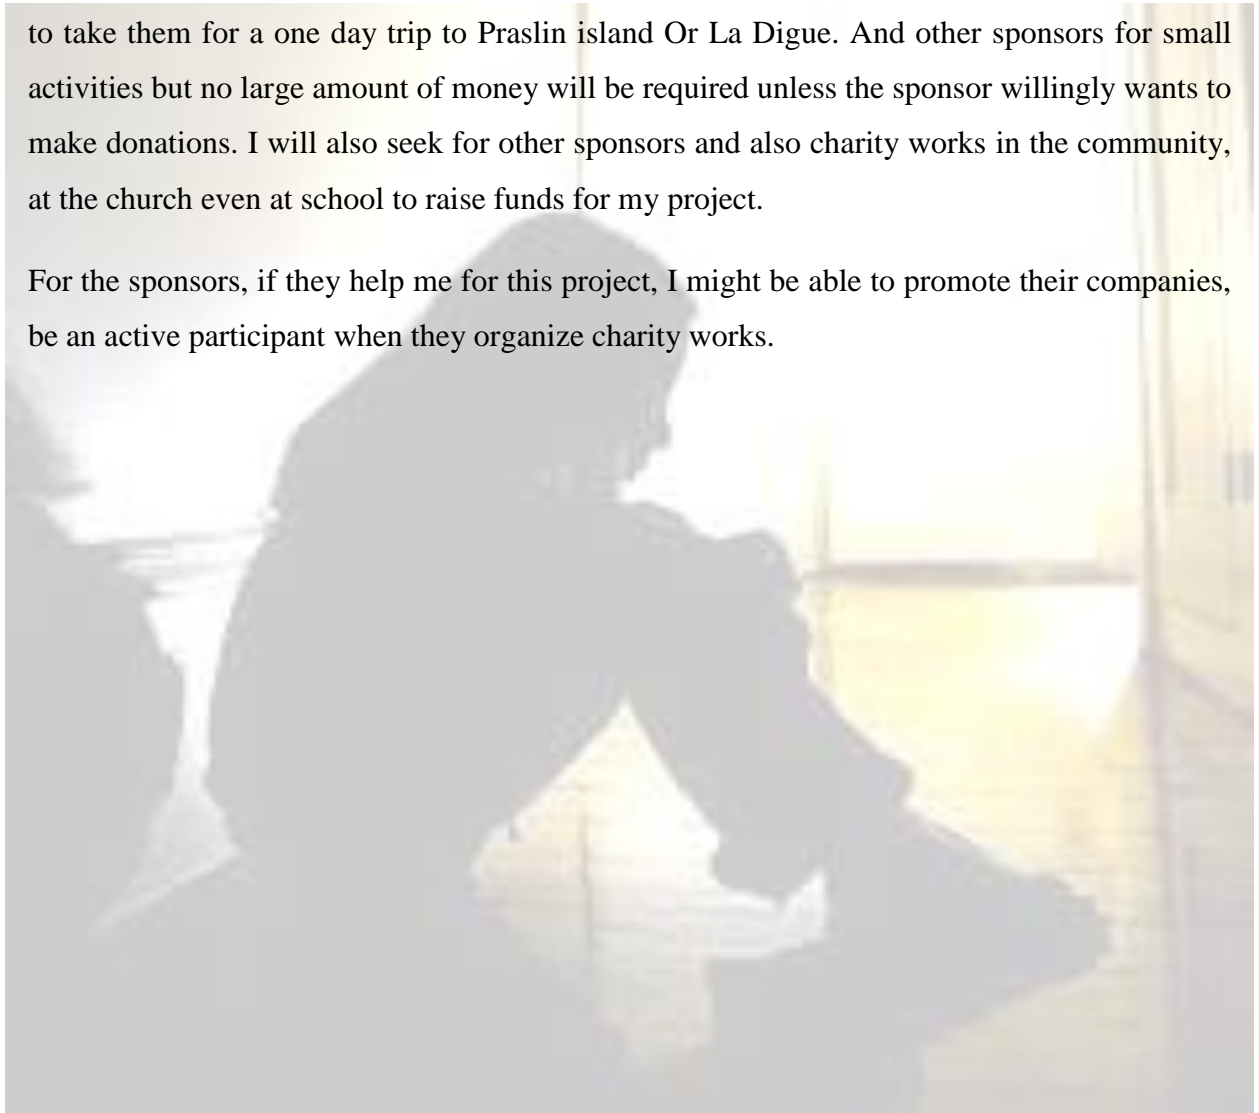 to take them for a one day trip to Praslin island Or La Digue. And other sponsors for small
activities but no large amount of money will be required unless the sponsor willingly wants to
make donations. I will also seek for other sponsors and also charity works in the community,
at the church even at school to raise funds for my project.
For the sponsors, if they help me for this project, I might be able to promote their companies,
be an active participant when they organize charity works.